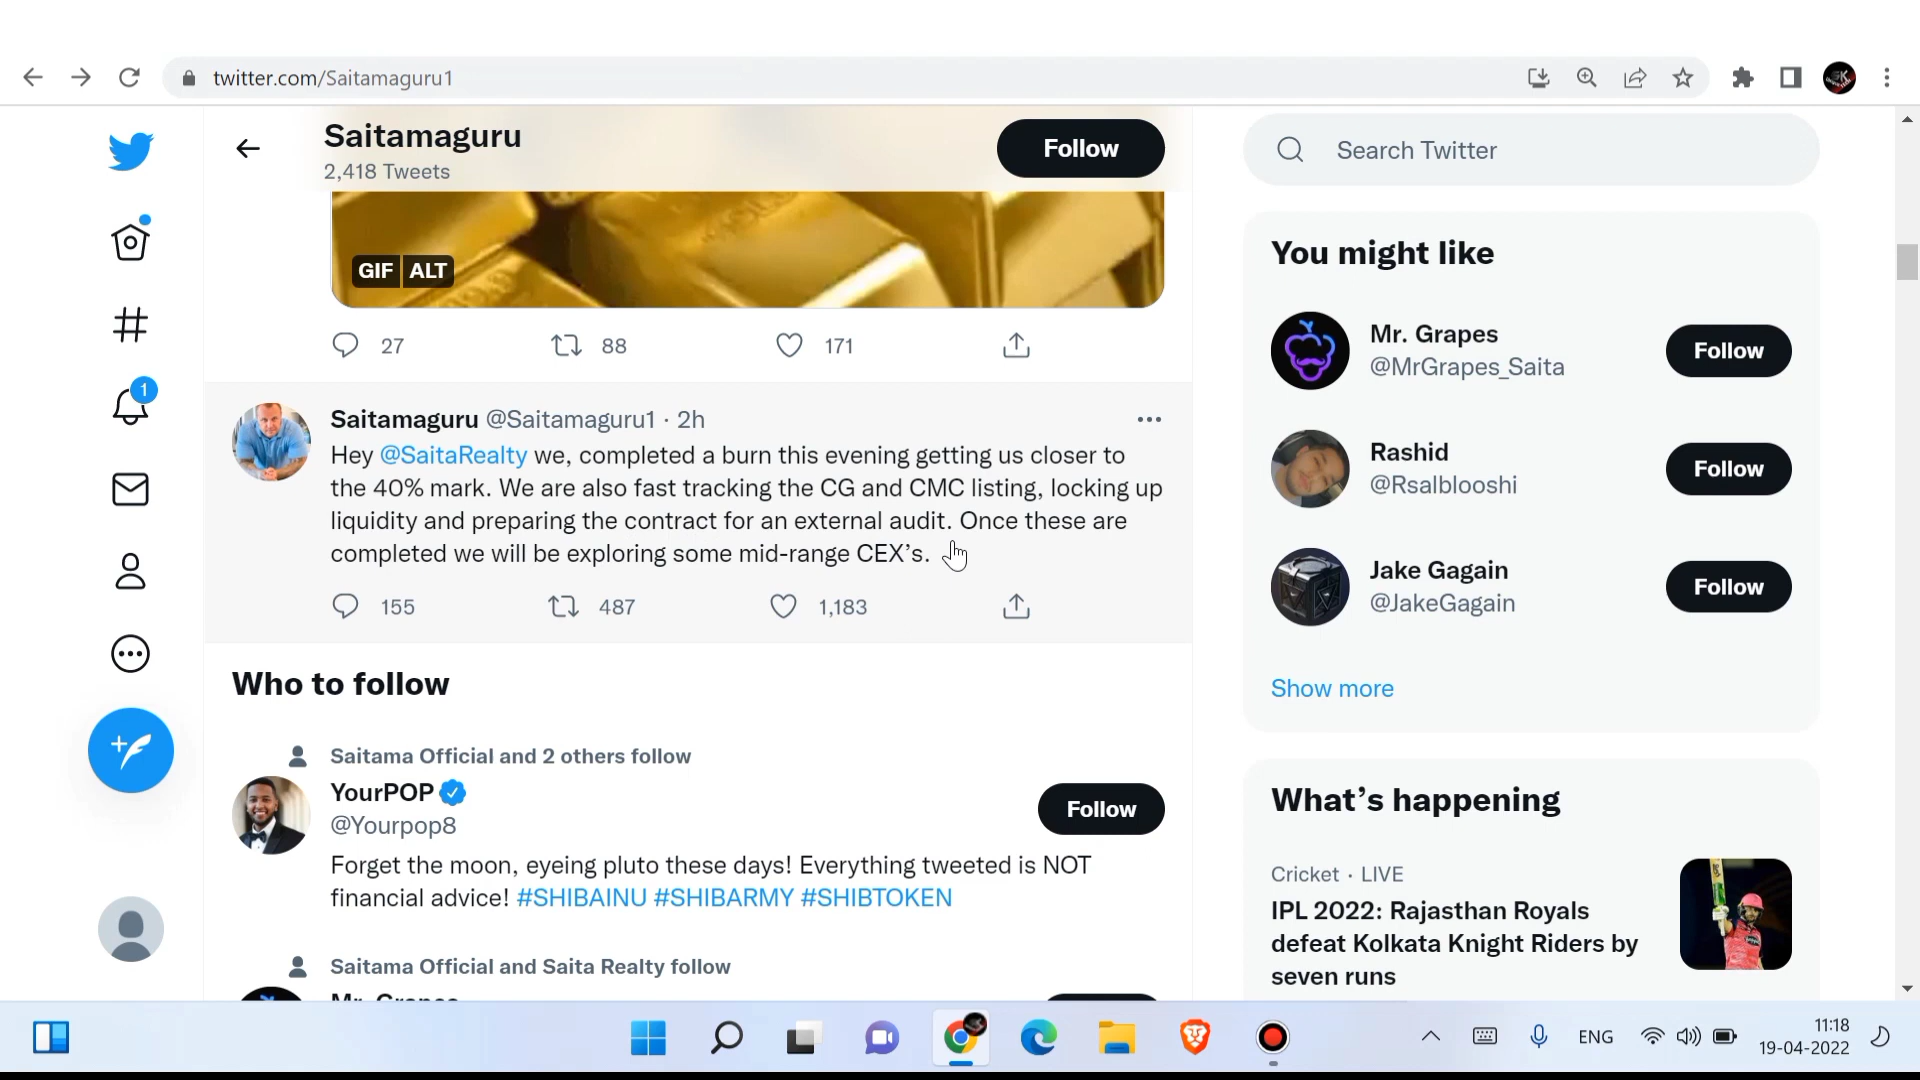 twitter.com/Saitamaguru1
Saitamaguru
2,418 Tweets
Follow
GIF ALT
27 88 171
Saitamaguru @Saitamaguru1 · 2h
Hey @SaitaRealty we, completed a burn this evening getting us closer to
the 40% mark. We are also fast tracking the CG and CMC listing, locking up
liquidity and preparing the contract for an external audit. Once these are
completed we will be exploring some mid-range CEX’s.
155 487 1,183
Who to follow
Saitama Official and 2 others follow
YourPOP
@Yourpop8
Follow
Forget the moon, eyeing pluto these days! Everything tweeted is NOT
financial advice! #SHIBAINU #SHIBARMY #SHIBTOKEN
Saitama Official and Saita Realty follow
Search Twitter
You might like
Mr. Grapes
@MrGrapes_Saita
Follow
Rashid
@Rsalblooshi
Follow
Jake Gagain
@JakeGagain
Follow
Show more
What’s happening
Cricket · LIVE
IPL 2022: Rajasthan Royals
defeat Kolkata Knight Riders by
seven runs
1
ENG
11:18
19-04-2022